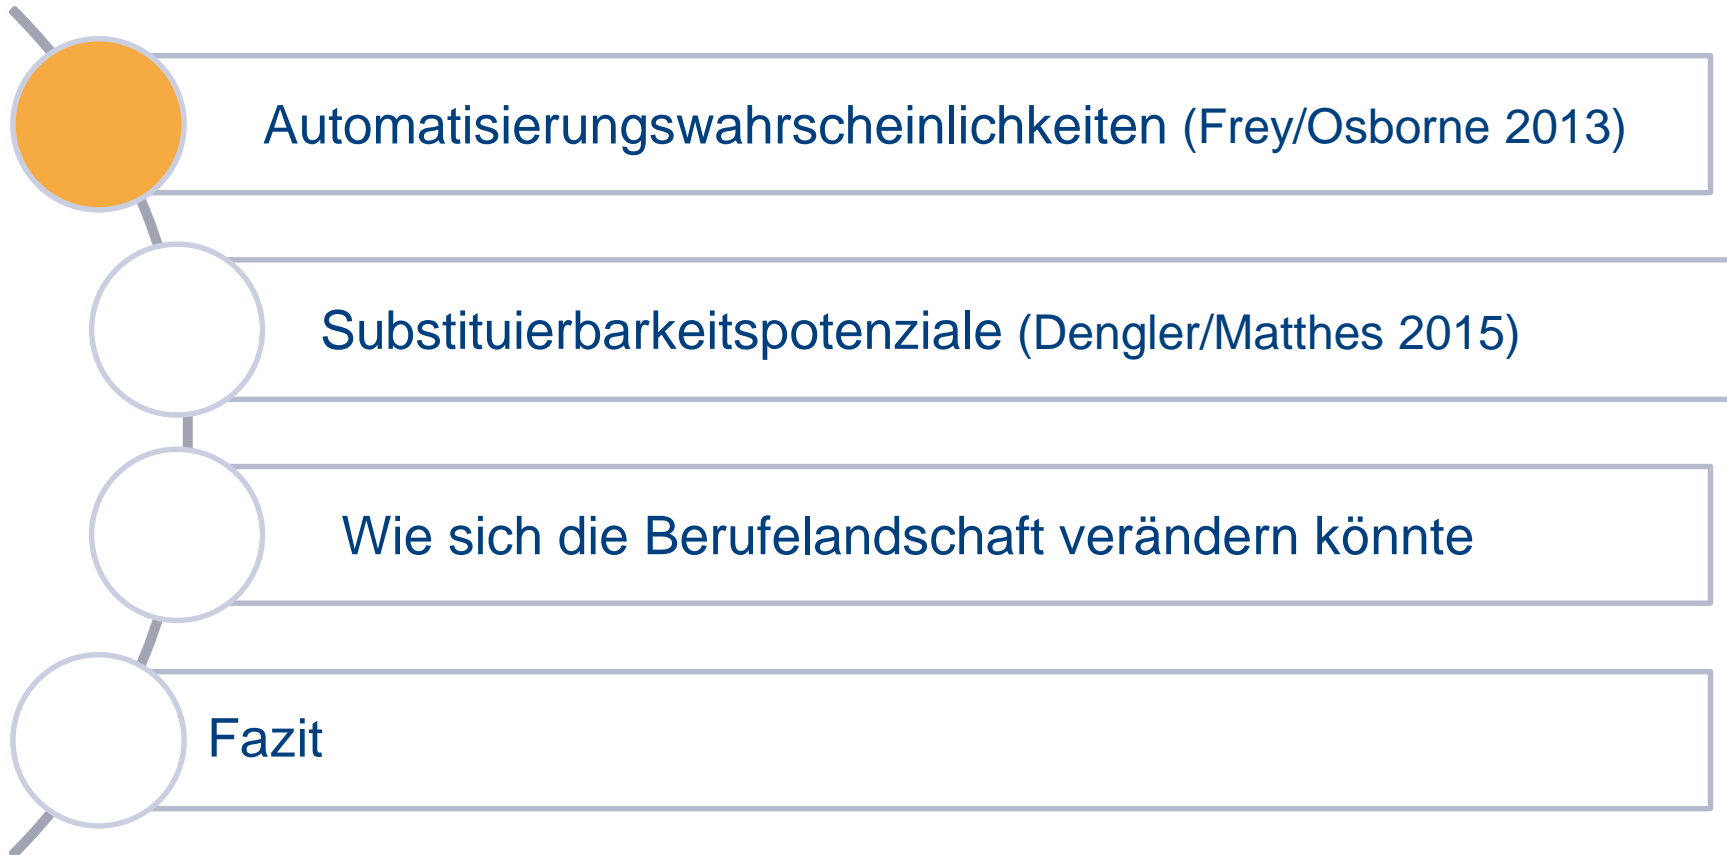 Automatisierungswahrscheinlichkeiten (Frey/Osborne 2013)
Substituierbarkeitspotenziale (Dengler/Matthes 2015)
Wie sich die Berufelandschaft verändern könnte
Fazit